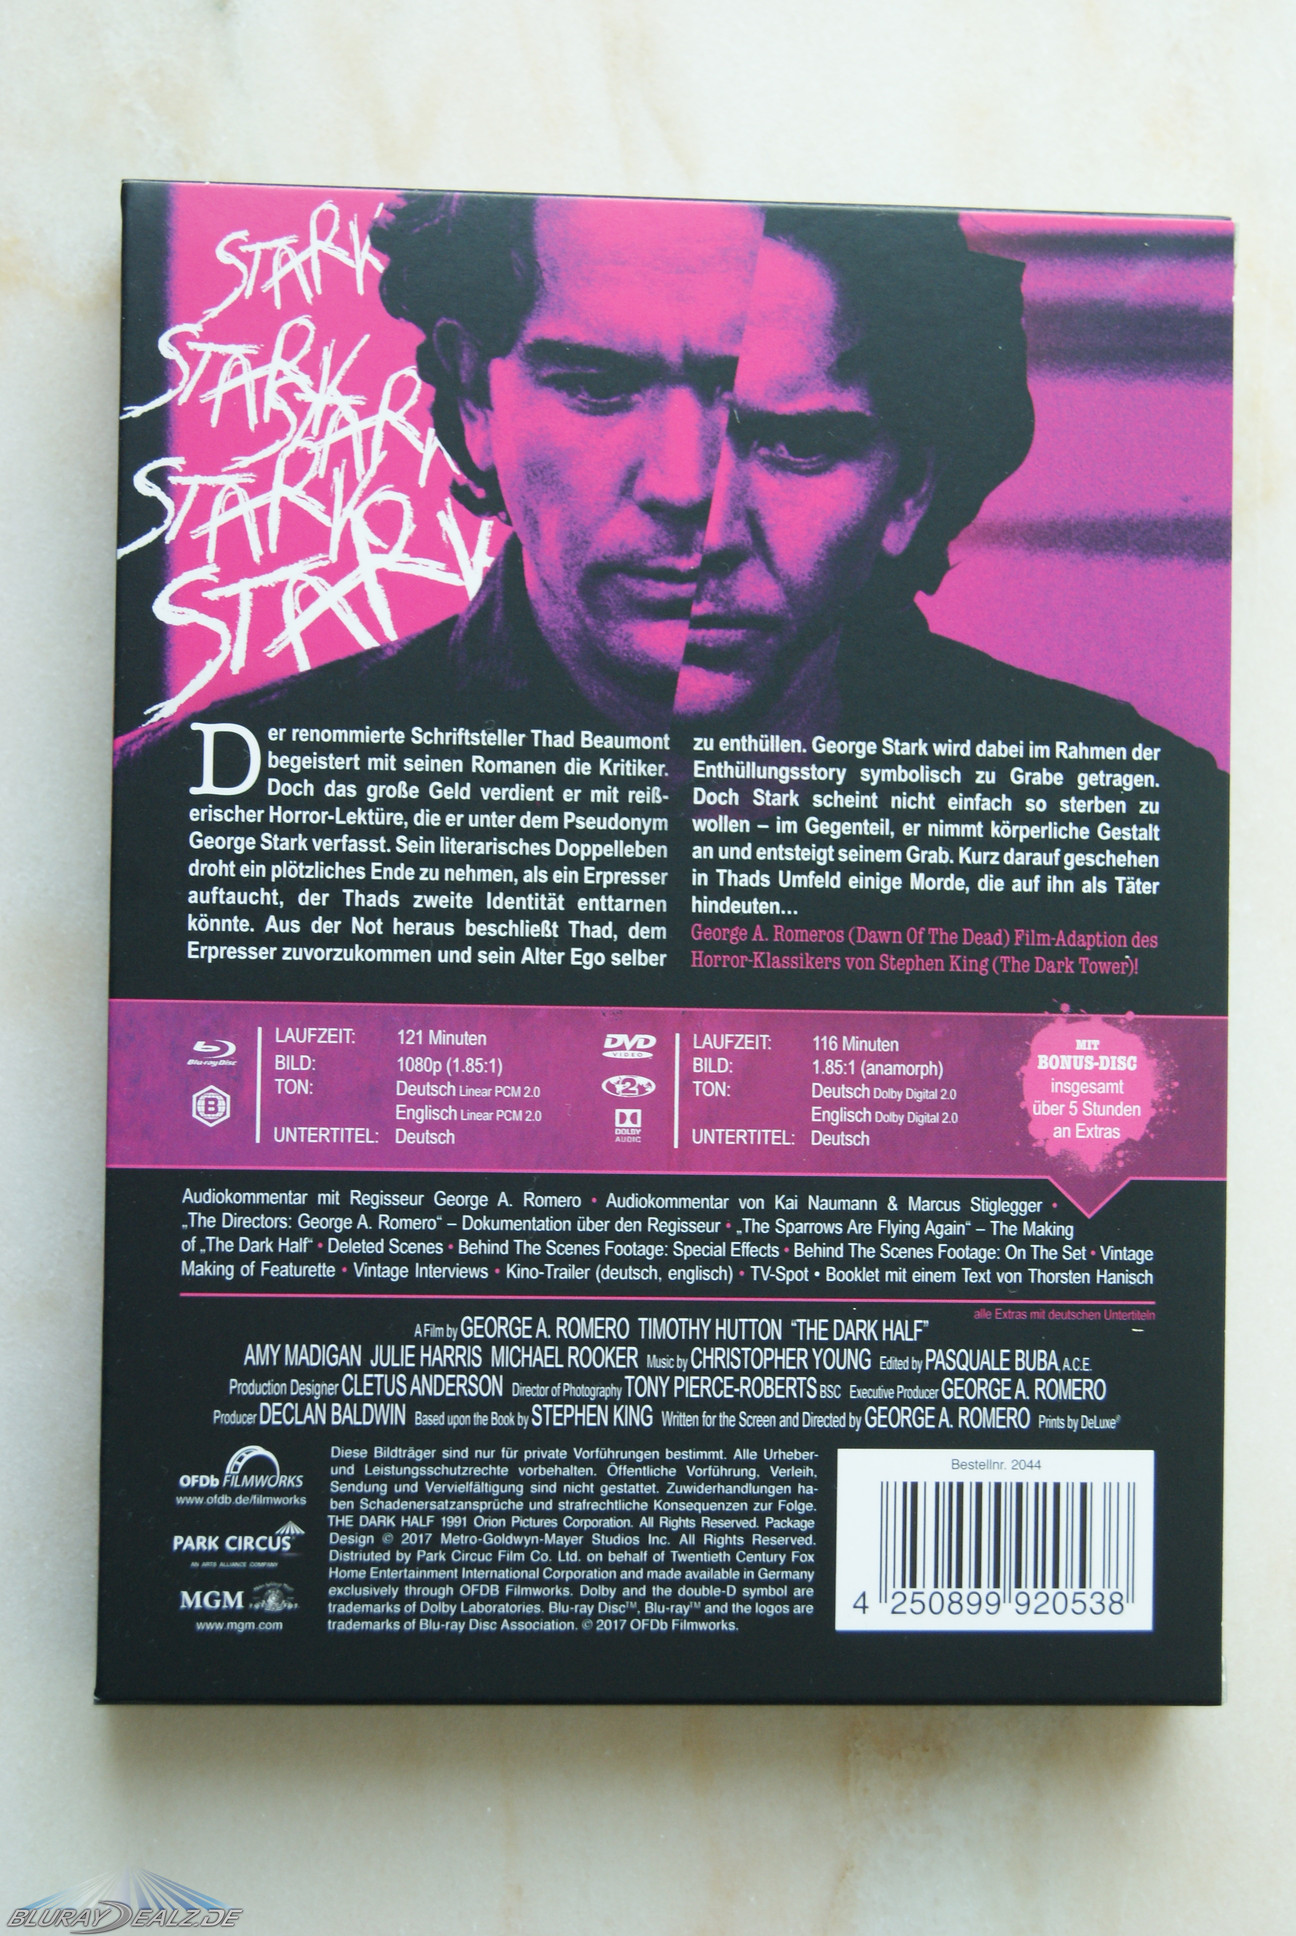 STARK
STARK
STAR
STARK
STARK
Der renommierte Schriftsteller Thad Beaumont
begeistert mit seinen Romanen die Kritiker.
Doch das große Geld verdient er mit reiß-
erischer Horror-Lektüre, die er unter dem Pseudonym
George Stark verfasst. Sein literarisches Doppelleben
droht ein plötzliches Ende zu nehmen, als ein Erpresser
auftaucht, der Thads zweite Identität enttarnen
könnte. Aus der Not heraus beschließt Thad, dem
Erpresser zuvorzukommen und sein Alter Ego selber
zu enthüllen. George Stark wird dabei im Rahmen der
Enthüllungsstory symbolisch zu Grabe getragen.
Doch Stark scheint nicht einfach so sterben zu
wollen – im Gegenteil, er nimmt körperliche Gestalt
an und entsteigt seinem Grab. Kurz darauf geschehen
in Thads Umfeld einige Morde, die auf ihn als Täter
hindeuten...
George A. Romeros (Dawn Of The Dead) Film-Adaption des
Horror-Klassikers von Stephen King (The Dark Tower)!
Blu-ray Disc
B
LAUFZEIT: 121 Minuten
BILD: 1080p (1.85:1)
TON: Deutsch Linear PCM 2.0
Englisch Linear PCM 2.0
UNTERTITEL: Deutsch
DVD
VIDEO
2
DOLBY
AUDIO
LAUFZEIT: 116 Minuten
BILD: 1.85:1 (anamorph)
TON: Deutsch Dolby Digital 2.0
Englisch Dolby Digital 2.0
UNTERTITEL: Deutsch
MIT
BONUS-DISC
insgesamt
über 5 Stunden
an Extras
Audiokommentar mit Regisseur George A. Romero • Audiokommentar von Kai Naumann & Marcus Stiglegger •
„The Directors: George A. Romero“ – Dokumentation über den Regisseur • „The Sparrows Are Flying Again“ – The Making
of „The Dark Half“ • Deleted Scenes • Behind The Scenes Footage: Special Effects • Behind The Scenes Footage: On The Set • Vintage
Making of Featurette • Vintage Interviews • Kino-Trailer (deutsch, englisch) • TV-Spot • Booklet mit einem Text von Thorsten Hanisch
alle Extras mit deutschen Untertiteln
A Film by GEORGE A. ROMERO TIMOTHY HUTTON “THE DARK HALF”
AMY MADIGAN JULIE HARRIS MICHAEL ROOKER Music by CHRISTOPHER YOUNG Edited by PASQUALE BUBA, A.C.E.
Production Designer CLETUS ANDERSON Director of Photography TONY PIERCE-ROBERTS BSC Executive Producer GEORGE A. ROMERO
Producer DECLAN BALDWIN Based upon the Book by STEPHEN KING Written for the Screen and Directed by GEORGE A. ROMERO Prints by DeLuxe®
OFDb FILMWORKS
www.ofdb.de/filmworks
PARK CIRCUS
AN ARTS ALLIANCE COMPANY
MGM
www.mgm.com
Diese Bildträger sind nur für private Vorführungen bestimmt. Alle Urheber-
und Leistungsschutzrechte vorbehalten. Öffentliche Vorführung, Verleih,
Sendung und Vervielfältigung sind nicht gestattet. Zuwiderhandlungen ha-
ben Schadenersatzansprüche und strafrechtliche Konsequenzen zur Folge.
THE DARK HALF 1991 Orion Pictures Corporation. All Rights Reserved. Package
Design © 2017 Metro-Goldwyn-Mayer Studios Inc. All Rights Reserved.
Distriuted by Park Circuc Film Co. Ltd. on behalf of Twentieth Century Fox
Home Entertainment International Corporation and made available in Germany
exclusively through OFDB Filmworks. Dolby and the double-D symbol are
trademarks of Dolby Laboratories. Blu-ray Disc™, Blu-ray™ and the logos are
trademarks of Blu-ray Disc Association. © 2017 OFDb Filmworks.
Bestellnr. 2044
4 250899 920538
BLURAYDEALZ.DE